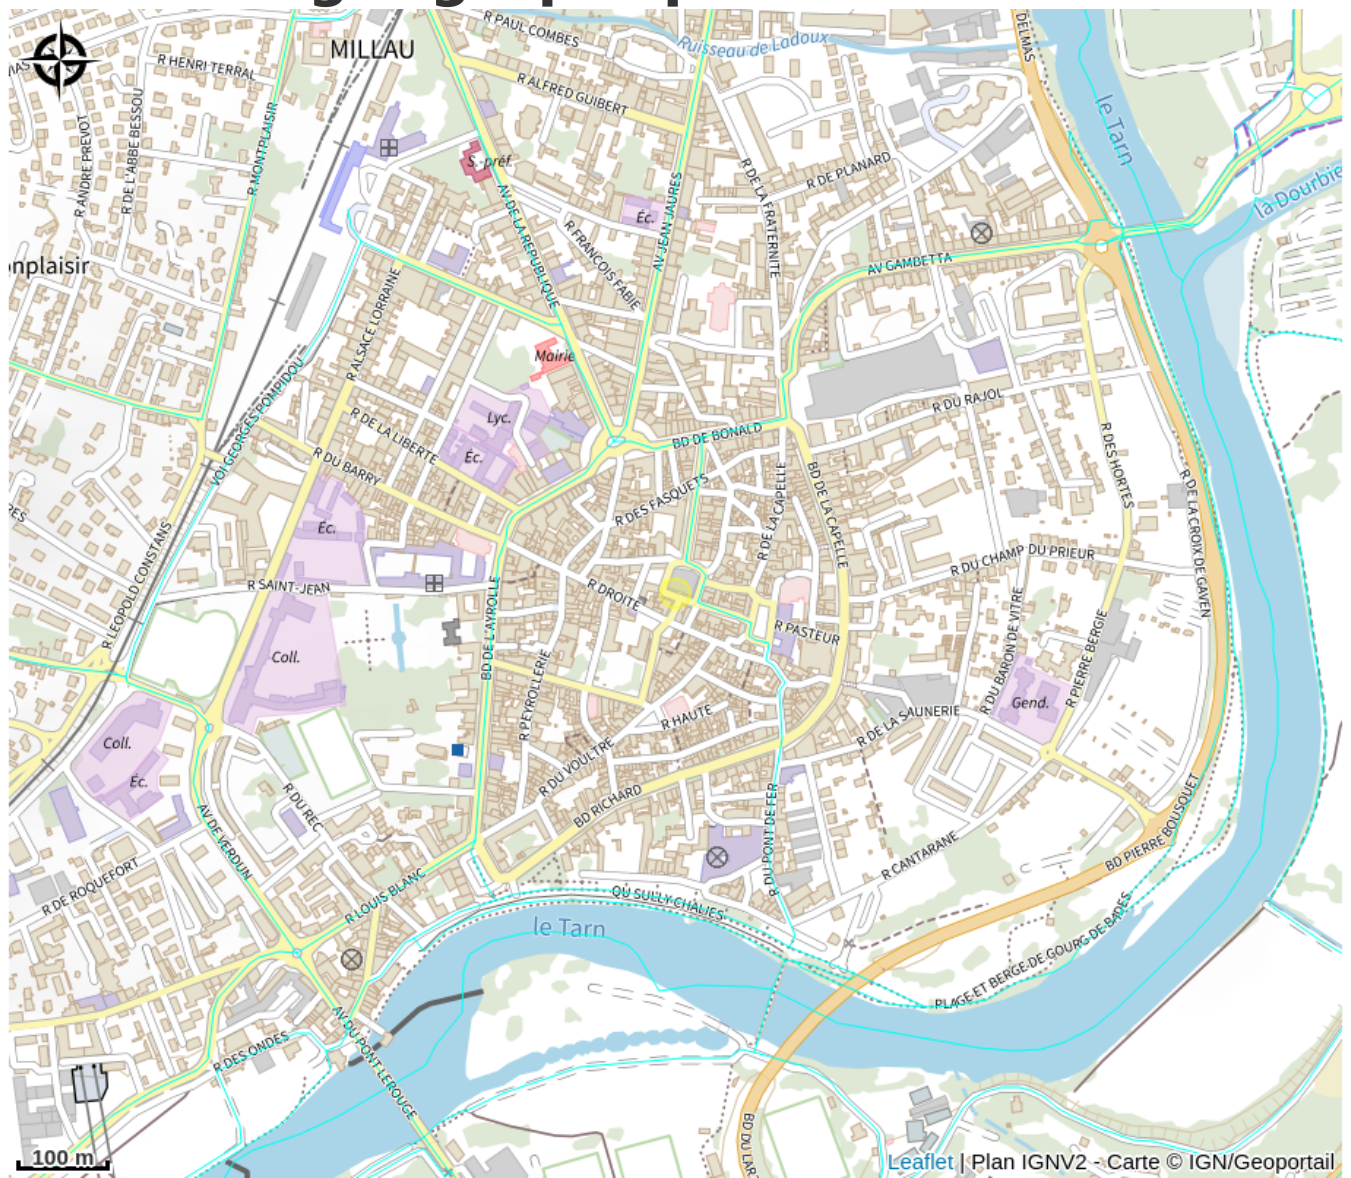 MILLAU
R PAUL COMBES
Ruisseau de Ladoux
DELMAS
R HENRI TERRAL
R ALFRED GUIBERT
le Tarn
R ANDRE PREVOT
R DE L'ABBE BESSOU
R MONTPLAISIR
S.-préf.
R DE PLANARD
R DE LA FRATERNITE
la Dourbie
Éc.
AV DE LA REPUBLIQUE
R FRANCOIS FABIE
AV JEAN JAURES
AV GAMBETTA
nplaisir
R ALSACE LORRAINE
Mairie
VOI GEORGES POMPIDOU
R DE LA LIBERTE
Lyc.
R DU RAJOL
BD DE BONALD
R DU BARRY
Éc.
R DES FASQUETS
R DE LA CAPELLE
BD DE LA CAPELLE
R DES HORTES
R DE LA CROIX DE GAVEN
RES
Éc.
R LEOPOLD CONSTANS
R SAINT-JEAN
R DROITE
R DU CHAMP DU PRIEUR
BD DE L'AYROLLE
R PASTEUR
R DU BARON DE VITRE
R PIERRE BERGIE
Coll.
R PEYROLLERIE
Gend.
R HAUTE
R DE LA SAUNERIE
Coll.
Éc.
R DU VOULTRE
BD RICHARD
R DU REC
AV DE VERDUN
R DU PONT DE FER
BD PIERRE BOUSQUET
R CANTARANE
R DE ROQUEFORT
R LOUIS BLANC
QU SULLY CHALIES
le Tarn
PLAGE ET BERGE DE GOURG DE BADES
R DES ONDES
AV DU PONT LEROUGE
BD DU LAR
100 m
Leaflet | Plan IGNV2 - Carte © IGN/Geoportail